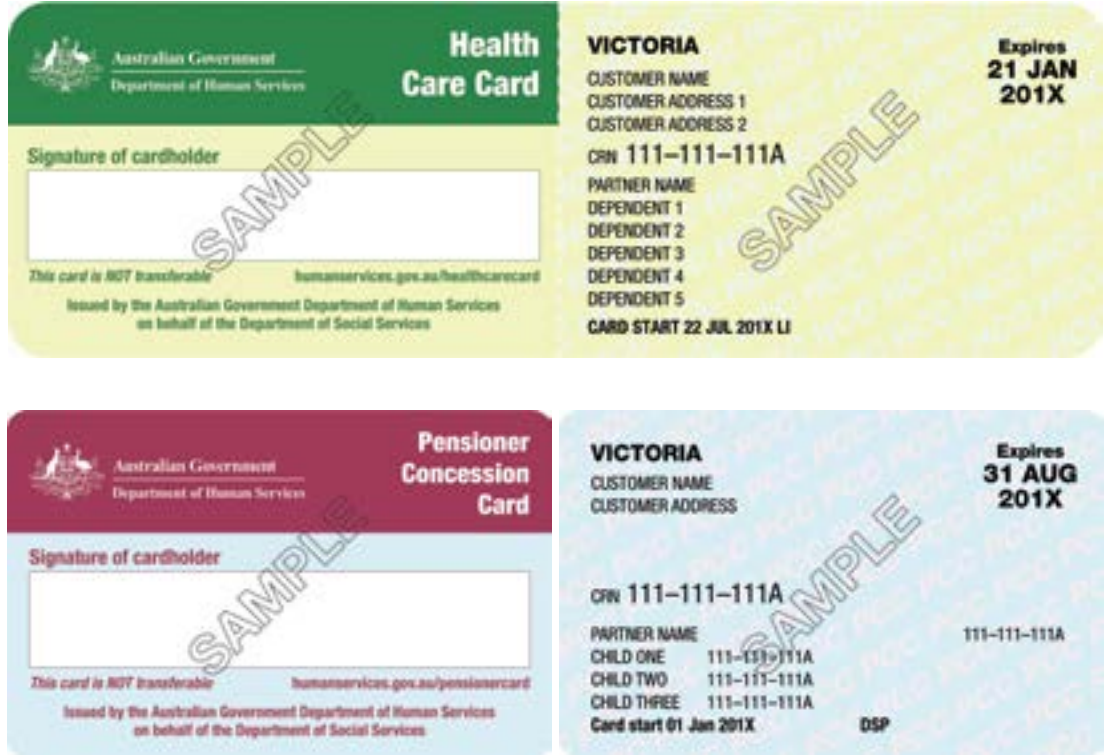 Australian Government
Department of Human Services
Health
Care Card
Signature of cardholder
SAMPLE
This card is NOT transferable humanservices.gov.au/healthcarecard
Issued by the Australian Government Department of Human Services
on behalf of the Department of Social Services
VICTORIA
Expires
21 JAN
201X
CUSTOMER NAME
CUSTOMER ADDRESS 1
CUSTOMER ADDRESS 2
CRN 111–111–111A
PARTNER NAME
DEPENDENT 1
DEPENDENT 2
DEPENDENT 3
DEPENDENT 4
DEPENDENT 5
CARD START 22 JUL 201X LI
SAMPLE
Australian Government
Department of Human Services
Pensioner
Concession
Card
Signature of cardholder
SAMPLE
This card is NOT transferable humanservices.gov.au/pensionercard
Issued by the Australian Government Department of Human Services
on behalf of the Department of Social Services
VICTORIA
Expires
31 AUG
201X
CUSTOMER NAME
CUSTOMER ADDRESS
CRN 111–111–111A
PARTNER NAME 111–111–111A
CHILD ONE 111–111–111A
CHILD TWO 111–111–111A
CHILD THREE 111–111–111A
Card start 01 Jan 201X DSP
SAMPLE